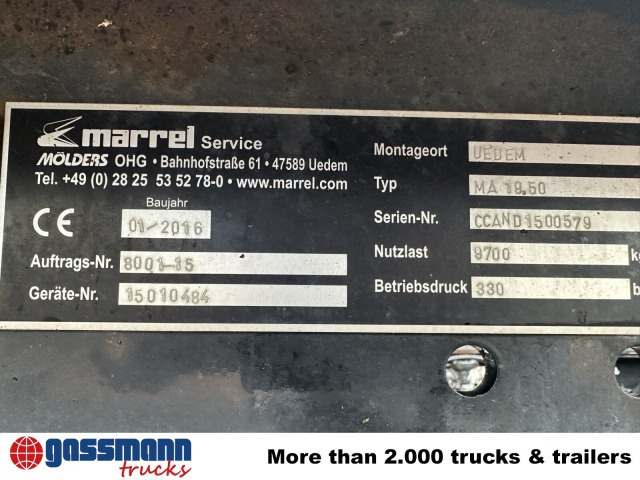 marrel Service
MÖLDERS OHG • Bahnhofstraße 61 • 47589 Uedem
Tel. +49 (0) 28 25 53 52 78-0 • www.marrel.com
CE
Baujahr
01/2016
Auftrags-Nr. 8001-15
Geräte-Nr. 15010484
Montageort UEDEM
Typ MA 18.50
Serien-Nr. CCAND1500579
Nutzlast 9700 k
Betriebsdruck 330 b
gassmann trucks
More than 2.000 trucks & trailers